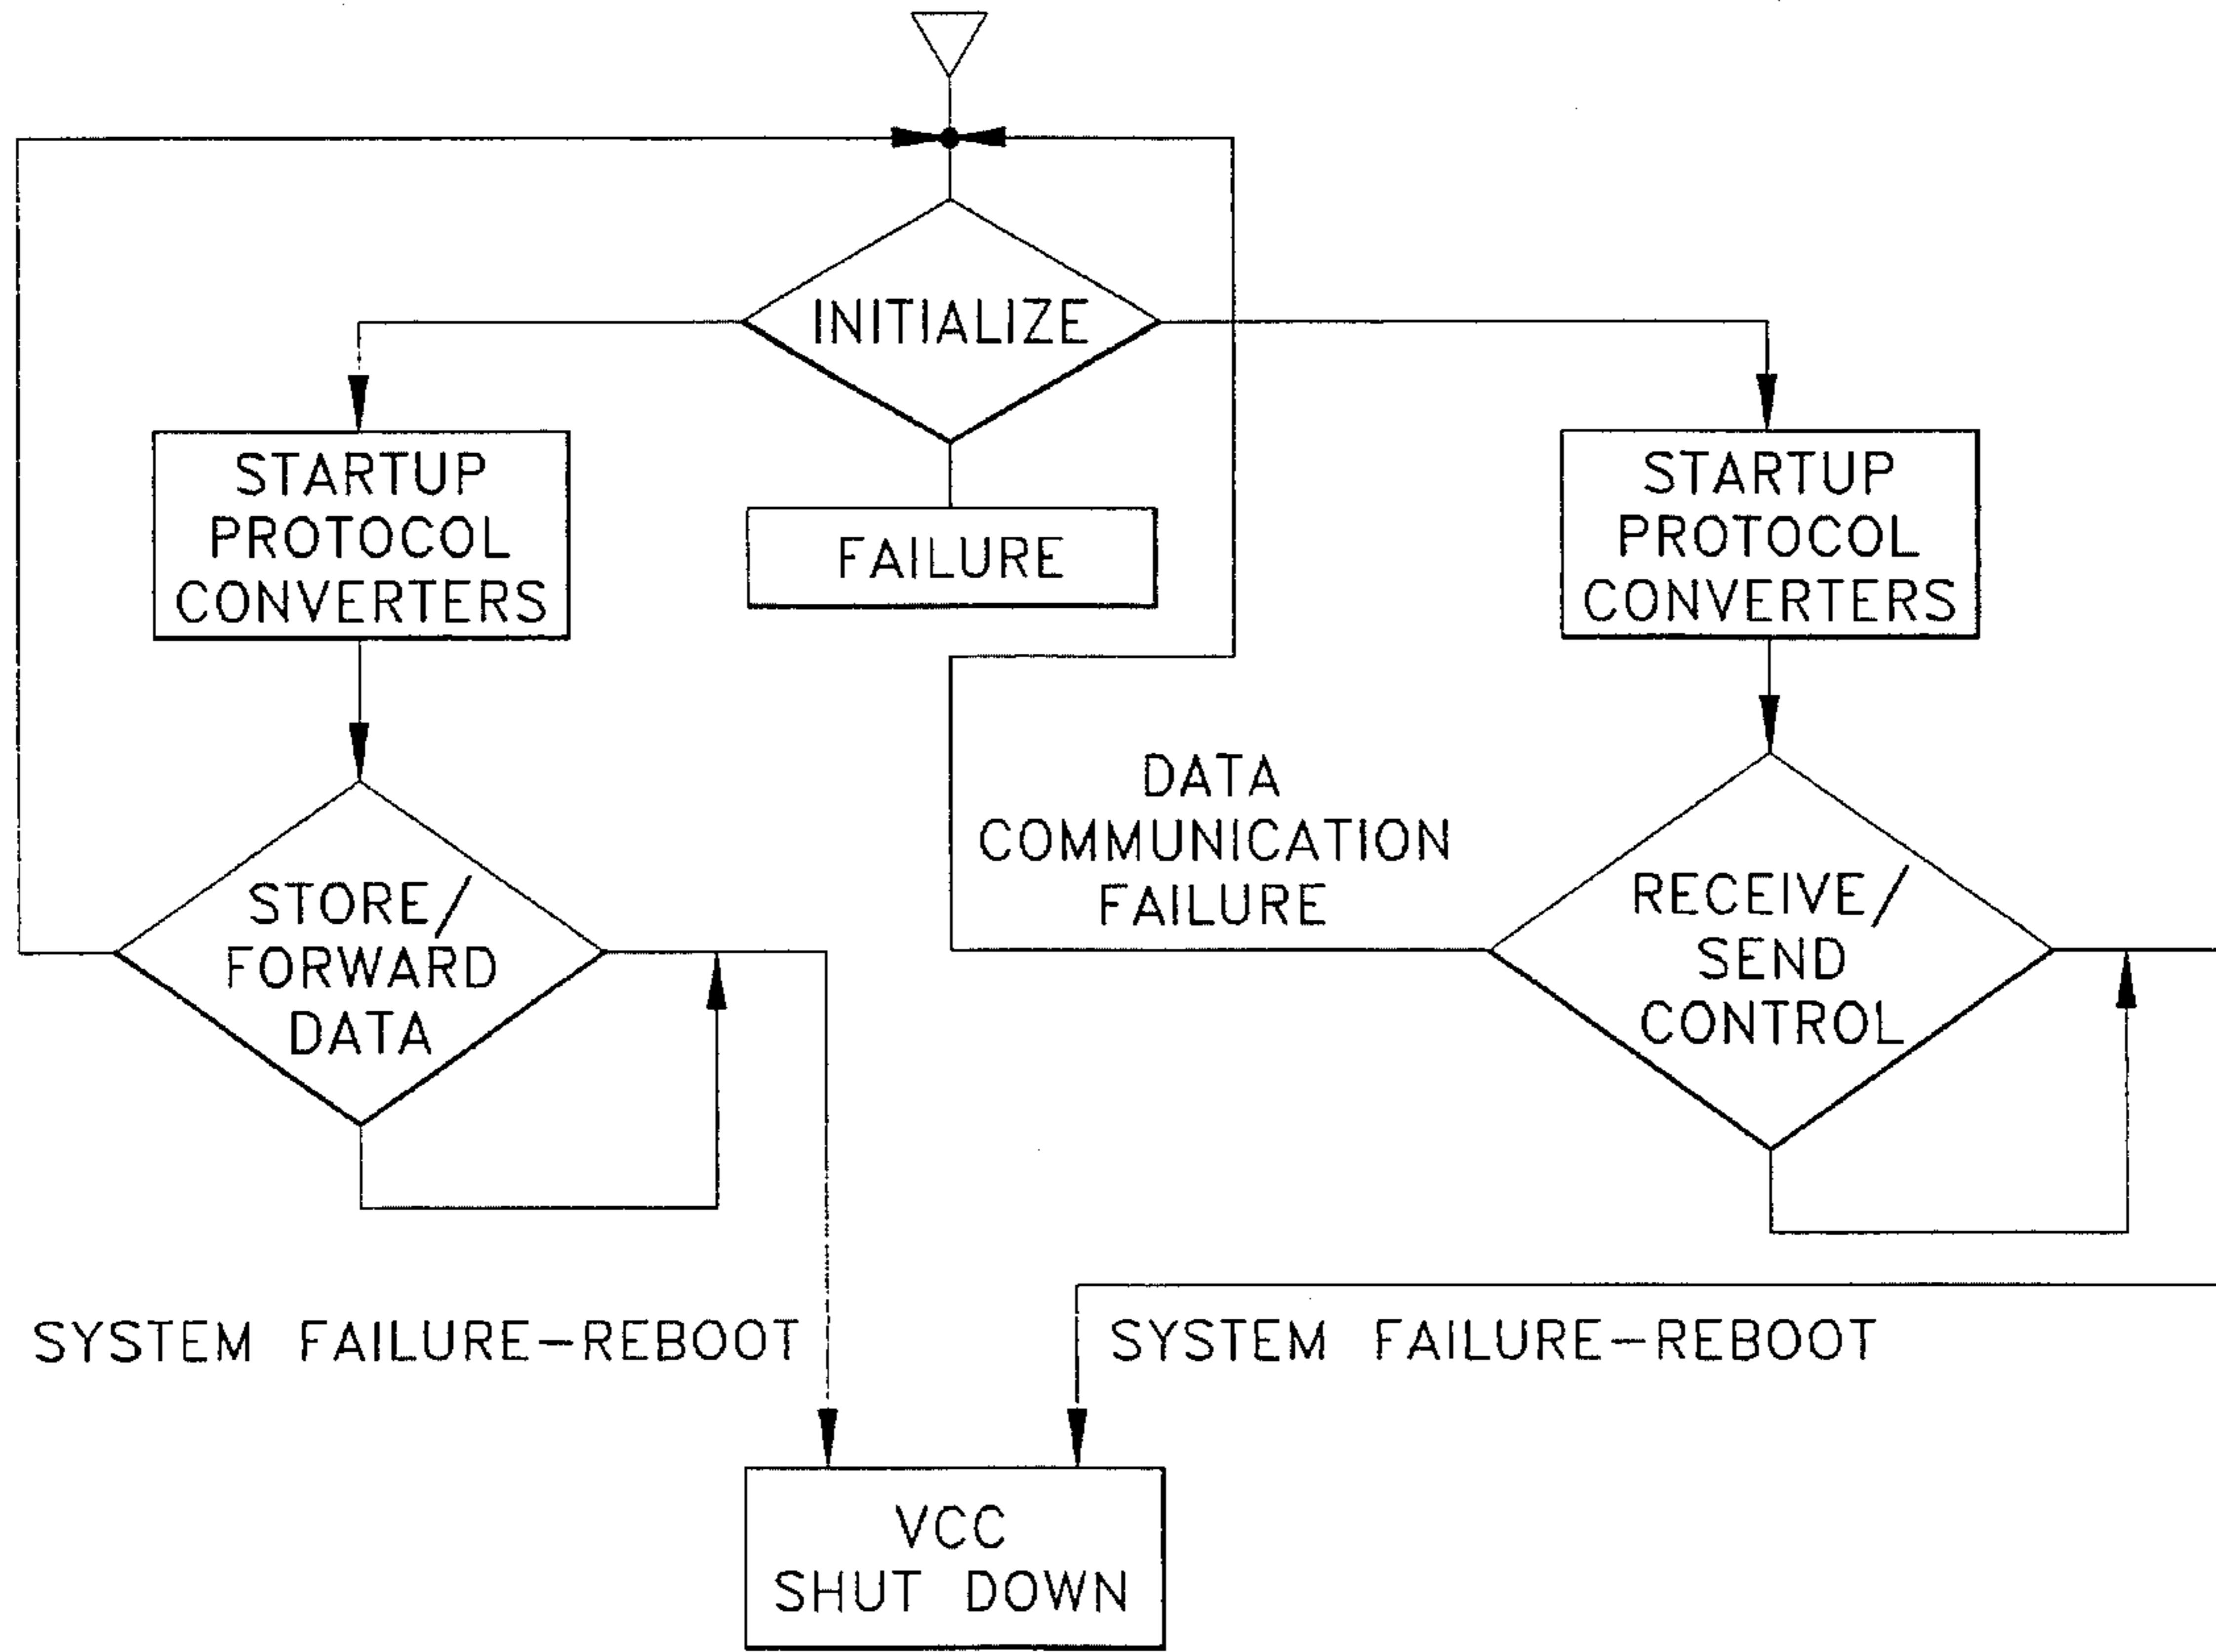 INITIALIZE
STARTUP
PROTOCOL
CONVERTERS
FAILURE
STARTUP
PROTOCOL
CONVERTERS
DATA
COMMUNICATION
FAILURE
STORE/
FORWARD
DATA
RECEIVE/
SEND
CONTROL
SYSTEM FAILURE-REBOOT
SYSTEM FAILURE-REBOOT
VCC
SHUT DOWN